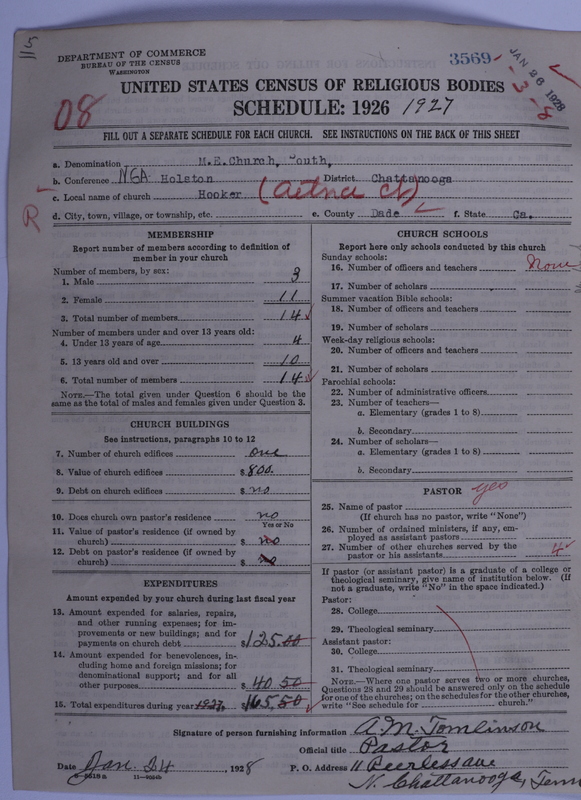 5
DEPARTMENT OF COMMERCE
BUREAU OF THE CENSUS
WASHINGTON
3569
JAN 26 1928
-3-8
UNITED STATES CENSUS OF RELIGIOUS BODIES
08
SCHEDULE: 1926 1927
FILL OUT A SEPARATE SCHEDULE FOR EACH CHURCH. SEE INSTRUCTIONS ON THE BACK OF THIS SHEET
a. Denomination M.E.Church, South,
b. Conference NGA Holston District Chattanooga
c. Local name of church Hooker (Aetna ct)
R
d. City, town, village, or township, etc. e. County Dade f. State Ga.
MEMBERSHIP
Report number of members according to definition of
member in your church
Number of members, by sex:
1. Male 3
2. Female 11
3. Total number of members 14
Number of members under and over 13 years old:
4. Under 13 years of age 4
5. 13 years old and over 10
6. Total number of members 14
NOTE.—The total given under Question 6 should be the
same as the total of males and females given under Question 3.
CHURCH BUILDINGS
See instructions, paragraphs 10 to 12
7. Number of church edifices one
8. Value of church edifices $ 800.
9. Debt on church edifices $ no
10. Does church own pastor's residence no
Yes or No
11. Value of pastor's residence (if owned by
church) $ no
12. Debt on pastor's residence (if owned by
church) $ no
EXPENDITURES
Amount expended by your church during last fiscal year
13. Amount expended for salaries, repairs,
and other running expenses; for im-
provements or new buildings; and for
payments on church debt $ 125.00
14. Amount expended for benevolences, in-
cluding home and foreign missions; for
denominational support; and for all
other purposes $ 40.50
15. Total expenditures during year 1927, $ 165,50
CHURCH SCHOOLS
Report here only schools conducted by this church
Sunday schools:
16. Number of officers and teachers None
17. Number of scholars
Summer vacation Bible schools:
18. Number of officers and teachers
19. Number of scholars
Week-day religious schools:
20. Number of officers and teachers
21. Number of scholars
Parochial schools:
22. Number of administrative officers
23. Number of teachers—
a. Elementary (grades 1 to 8)
b. Secondary
24. Number of scholars—
a. Elementary (grades 1 to 8)
b. Secondary
PASTOR yes
25. Name of pastor
(If church has no pastor, write "None")
26. Number of ordained ministers, if any, em-
ployed as assistant pastors
27. Number of other churches served by the
pastor or his assistants 4
If pastor (or assistant pastor) is a graduate of a college or
theological seminary, give name of institution below. (If
not a graduate, write "No" in the space indicated.)
Pastor:
28. College
29. Theological seminary
Assistant pastor:
30. College
31. Theological seminary
NOTE.—Where one pastor serves two or more churches,
Questions 28 and 29 should be answered only on the schedule
for one of the churches; on the schedules for the other churches,
write "See schedule for church."
Signature of person furnishing information A.M. Tomlinson
Official title Pastor
Date Jan. 24, 1928 P. O. Address 11 Peerless ave
N. Chattanooga, Tenn